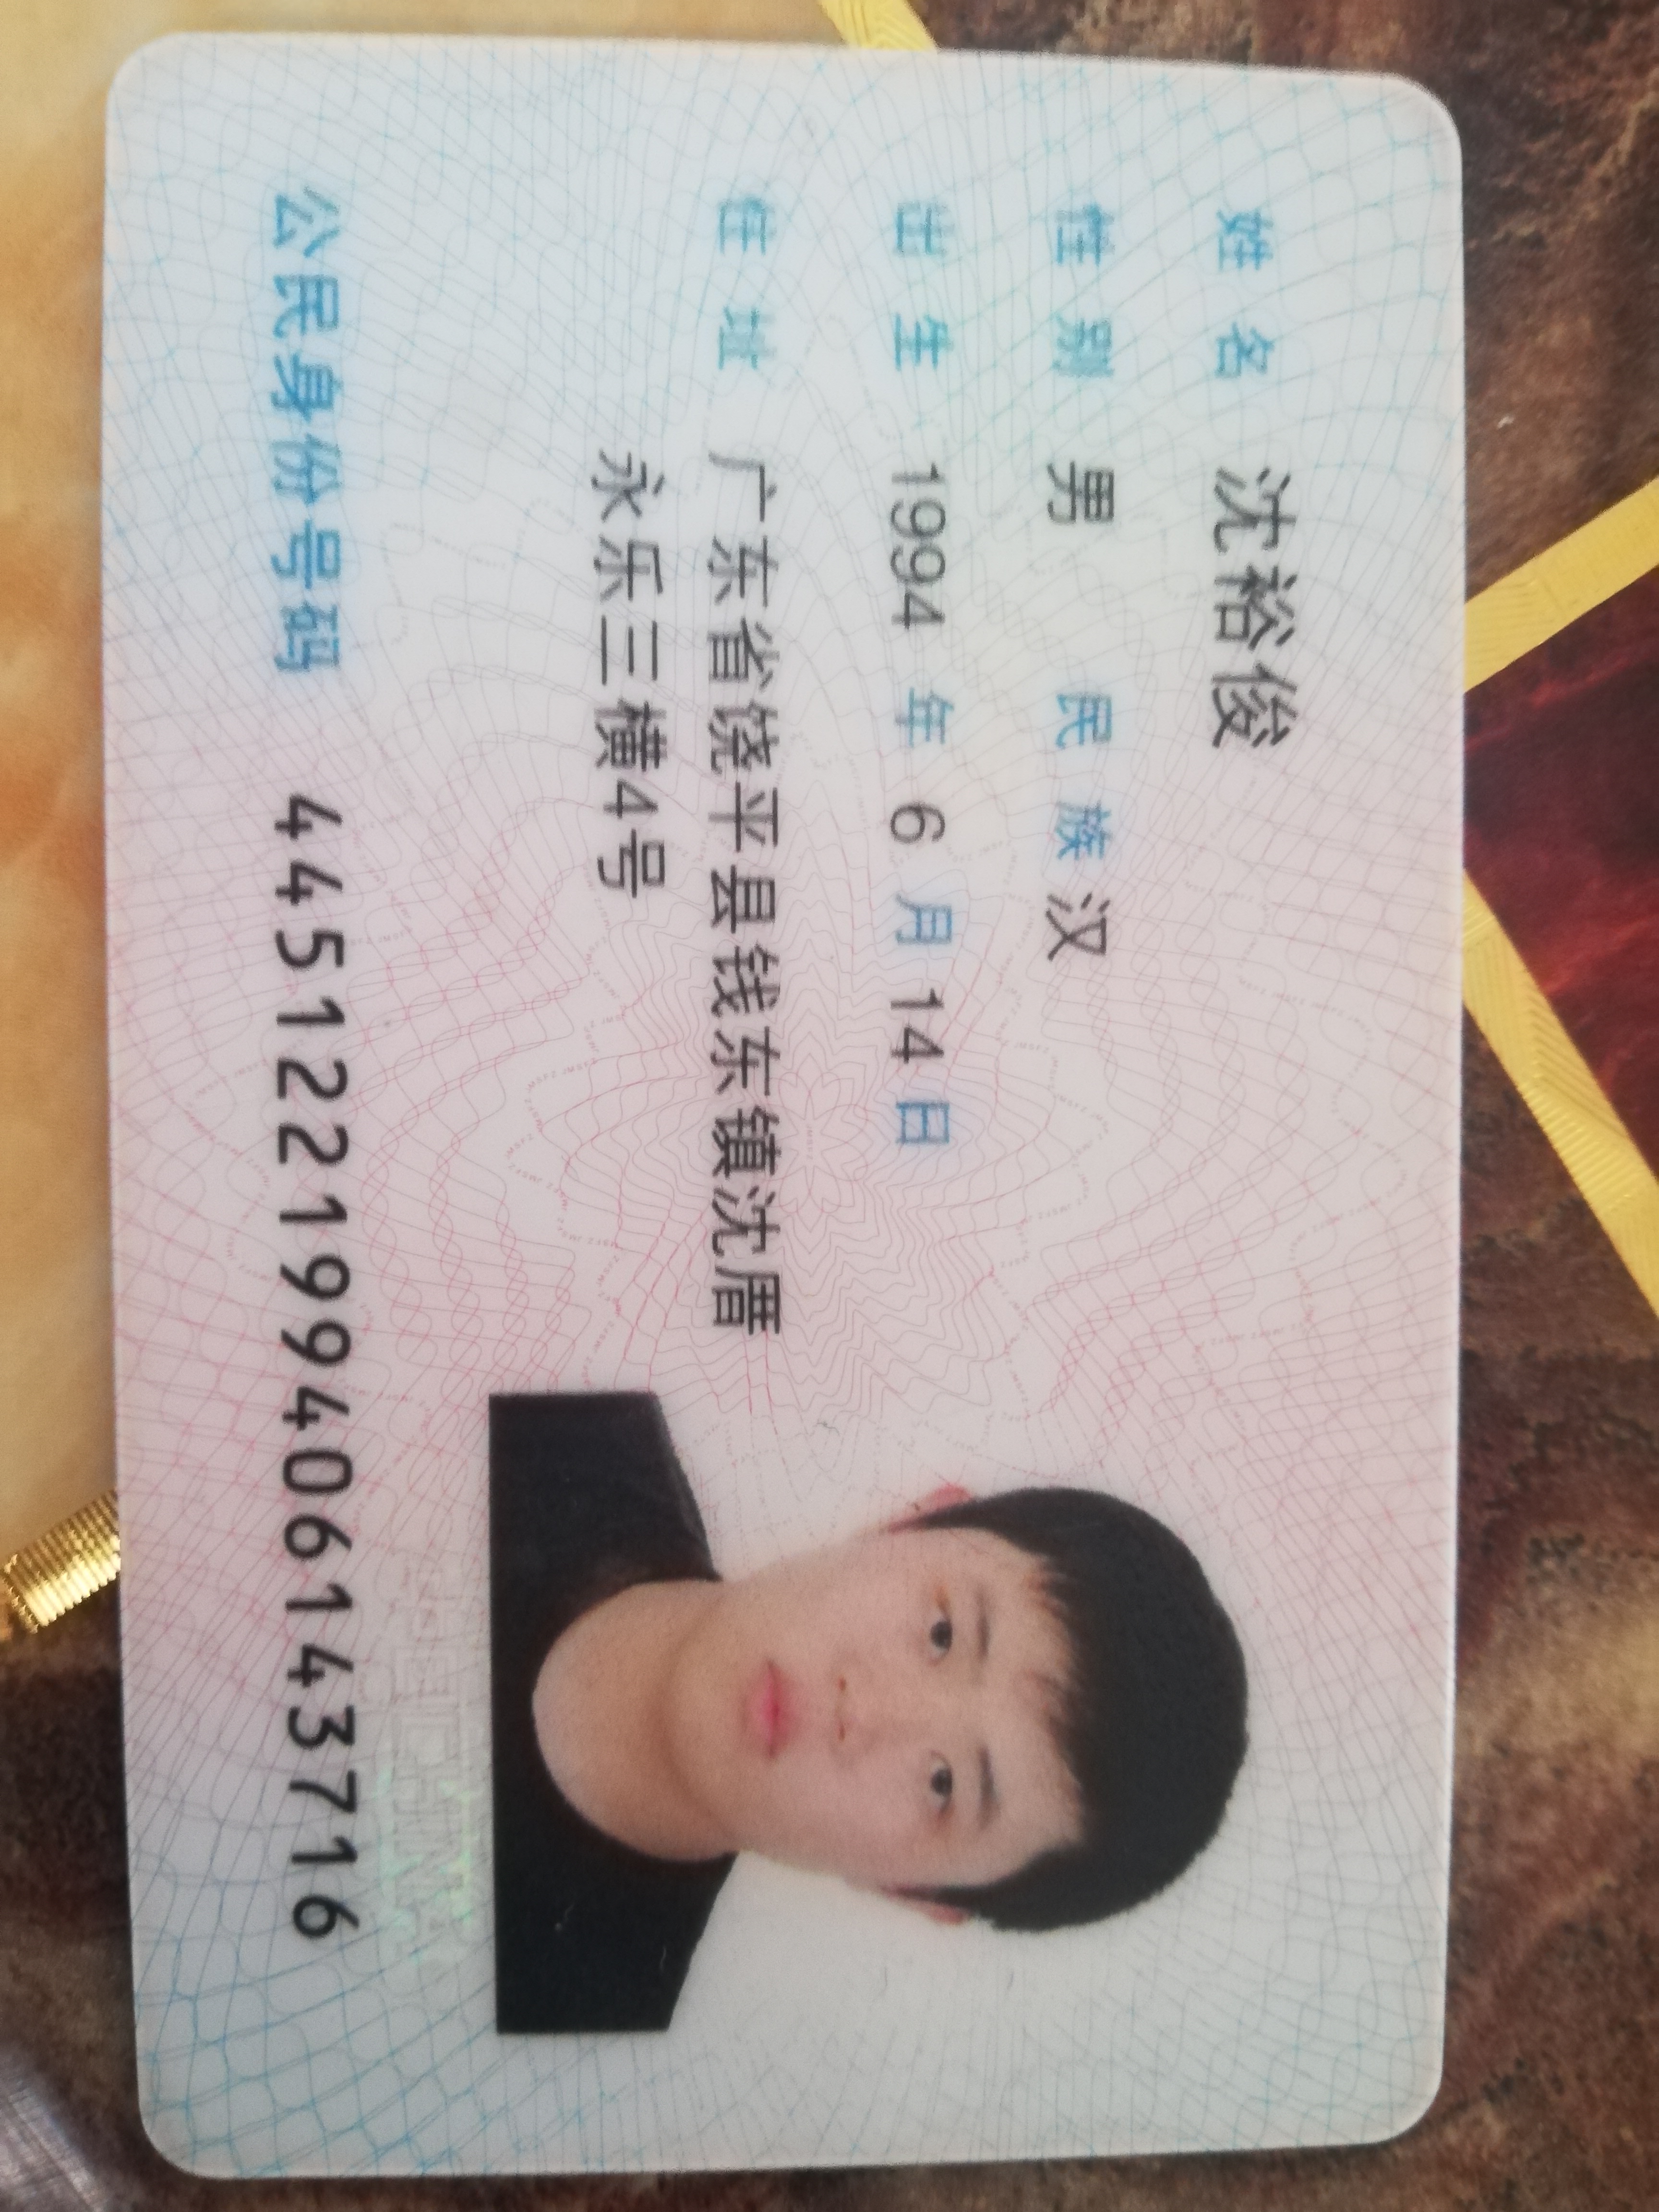 姓名 沈裕俊
性别 男 民族 汉
出生 1994 年 6 月 14 日
住址 广东省饶平县钱东镇沈厝
永乐三横4号
公民身份号码 445122199406143716